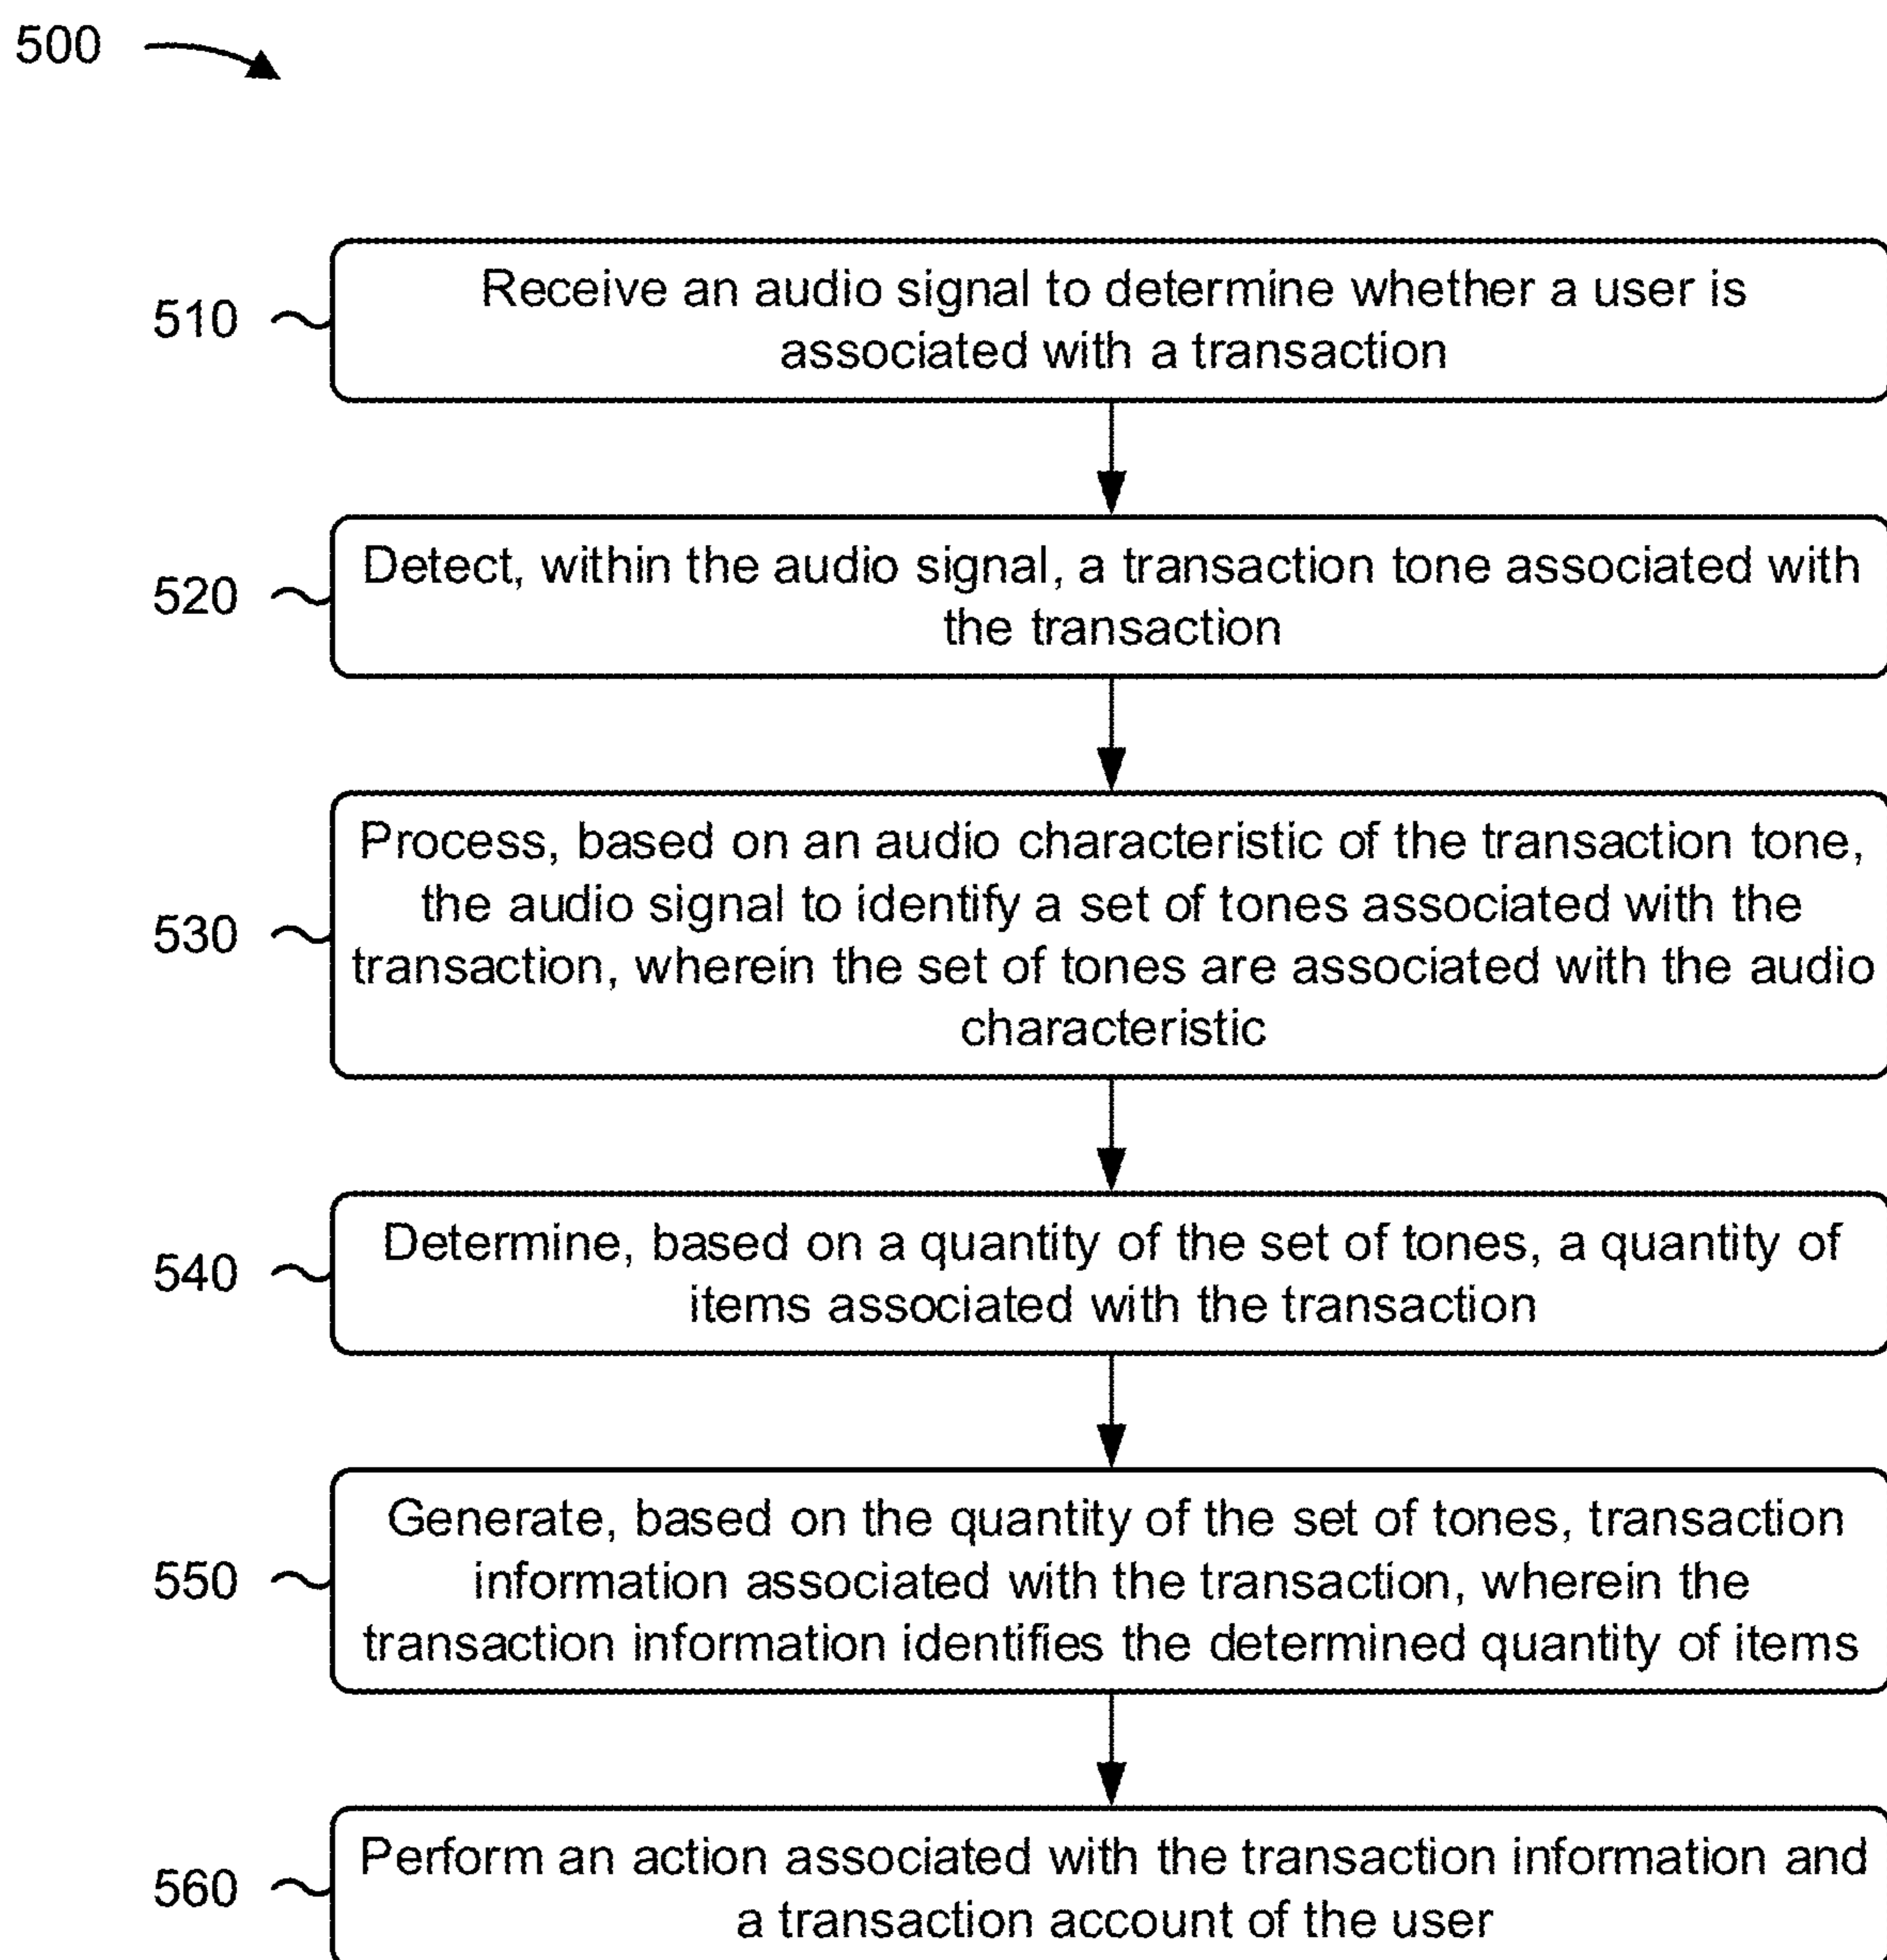 500
510
Receive an audio signal to determine whether a user is
associated with a transaction
520
Detect, within the audio signal, a transaction tone associated with
the transaction
530
Process, based on an audio characteristic of the transaction tone,
the audio signal to identify a set of tones associated with the
transaction, wherein the set of tones are associated with the audio
characteristic
540
Determine, based on a quantity of the set of tones, a quantity of
items associated with the transaction
550
Generate, based on the quantity of the set of tones, transaction
information associated with the transaction, wherein the
transaction information identifies the determined quantity of items
560
Perform an action associated with the transaction information and
a transaction account of the user